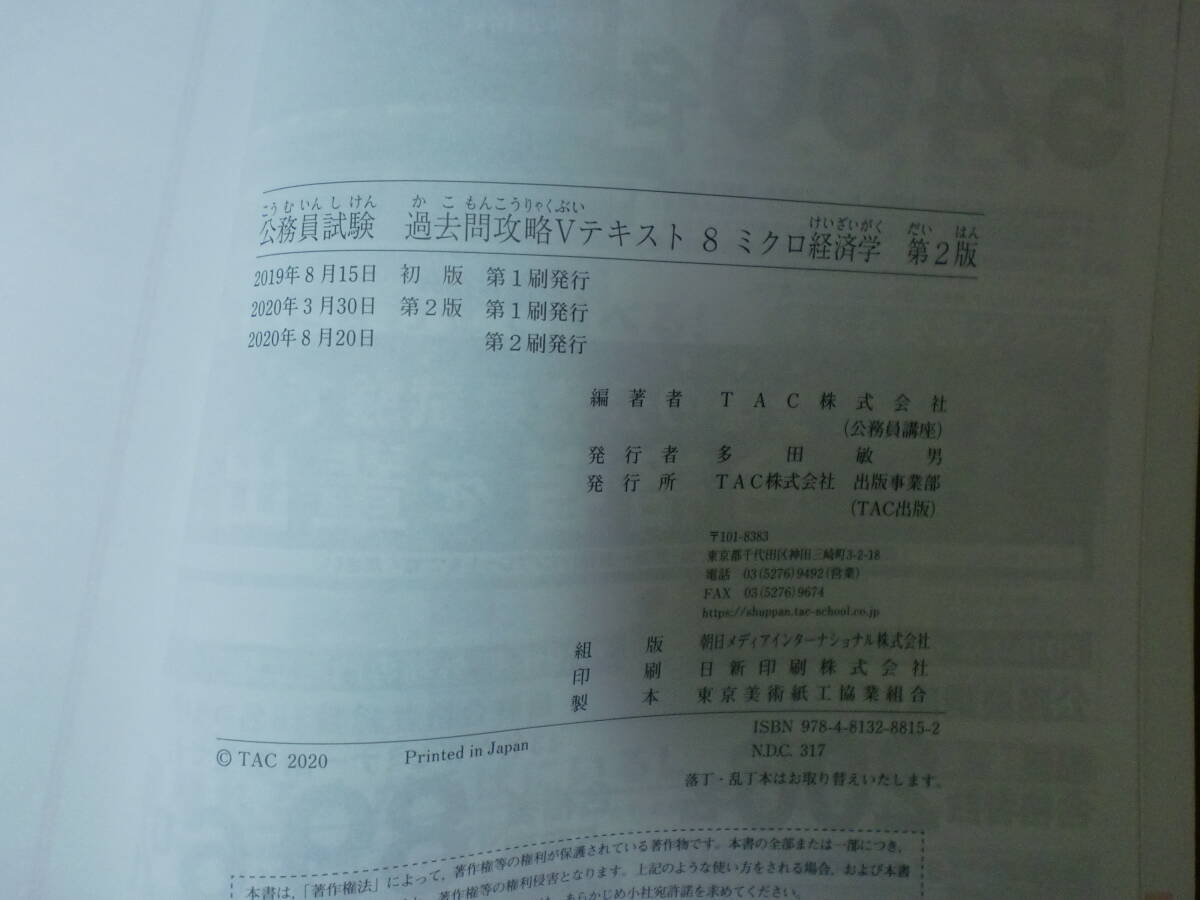 こうむいんしけん かこもんこうりゃくぶい けいざいがく だい はん
公務員試験 過去問攻略Vテキスト 8 ミクロ経済学 第2版
2019年8月15日 初 版 第1刷発行
2020年3月30日 第2版 第1刷発行
2020年8月20日 第2刷発行
編著者 TAC株式会社
(公務員講座)
発行者 多田敏男
発行所 TAC株式会社 出版事業部
(TAC出版)
〒101-8383
東京都千代田区神田三崎町3-2-18
電話 03(5276)9492(営業)
FAX 03(5276)9674
https://shuppan.tac-school.co.jp
組版 朝日メディアインターナショナル株式会社
印刷 日新印刷株式会社
製本 東京美術紙工協業組合
© TAC 2020 Printed in Japan ISBN 978-4-8132-8815-2
N.D.C. 317
落丁・乱丁本はお取り替えいたします。
本書は、「著作権法」によって、著作権等の権利が保護されている著作物です。本書の全部または一部につき、
著作権等の権利侵害となります。上記のような使い方をされる場合、および本書
あらかじめ小社宛許諾を求めてください。